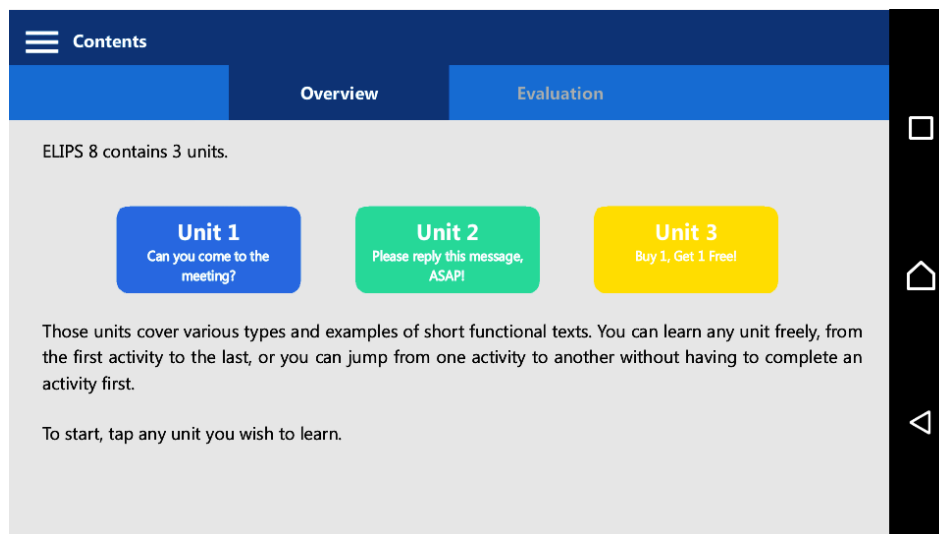 Contents
Overview
Evaluation
ELIPS 8 contains 3 units.
Unit 1
Can you come to the
meeting?
Unit 2
Please reply this message,
ASAP!
Unit 3
Buy 1, Get 1 Free!
Those units cover various types and examples of short functional texts. You can learn any unit freely, from
the first activity to the last, or you can jump from one activity to another without having to complete an
activity first.
To start, tap any unit you wish to learn.